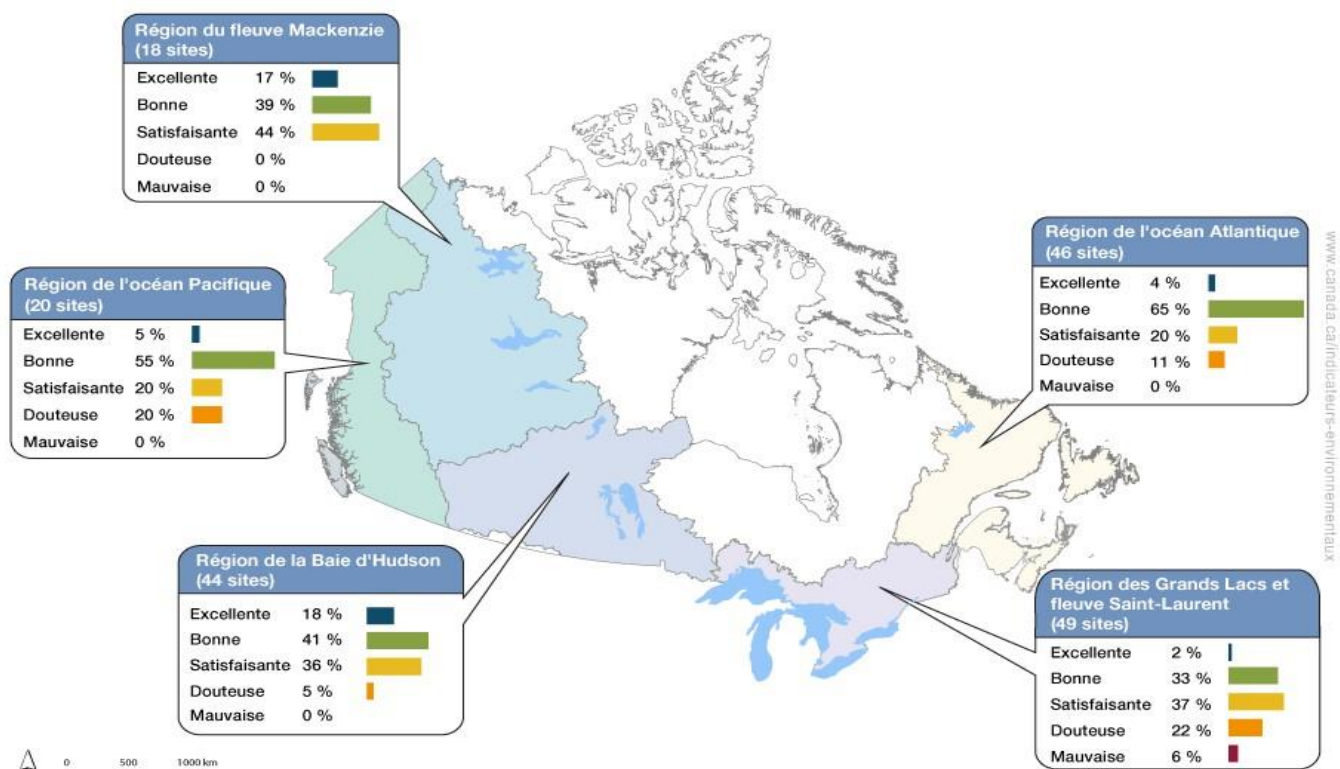 Région du fleuve Mackenzie
(18 sites)
Excellente 17 %
Bonne 39 %
Satisfaisante 44 %
Douteuse 0 %
Mauvaise 0 %
Région de l'océan Pacifique
(20 sites)
Excellente 5 %
Bonne 55 %
Satisfaisante 20 %
Douteuse 20 %
Mauvaise 0 %
Région de l'océan Atlantique
(46 sites)
Excellente 4 %
Bonne 65 %
Satisfaisante 20 %
Douteuse 11 %
Mauvaise 0 %
Région de la Baie d'Hudson
(44 sites)
Excellente 18 %
Bonne 41 %
Satisfaisante 36 %
Douteuse 5 %
Mauvaise 0 %
Région des Grands Lacs et
fleuve Saint-Laurent
(49 sites)
Excellente 2 %
Bonne 33 %
Satisfaisante 37 %
Douteuse 22 %
Mauvaise 6 %
0 500 1000 km
www.canada.ca/indicateurs-environnementaux